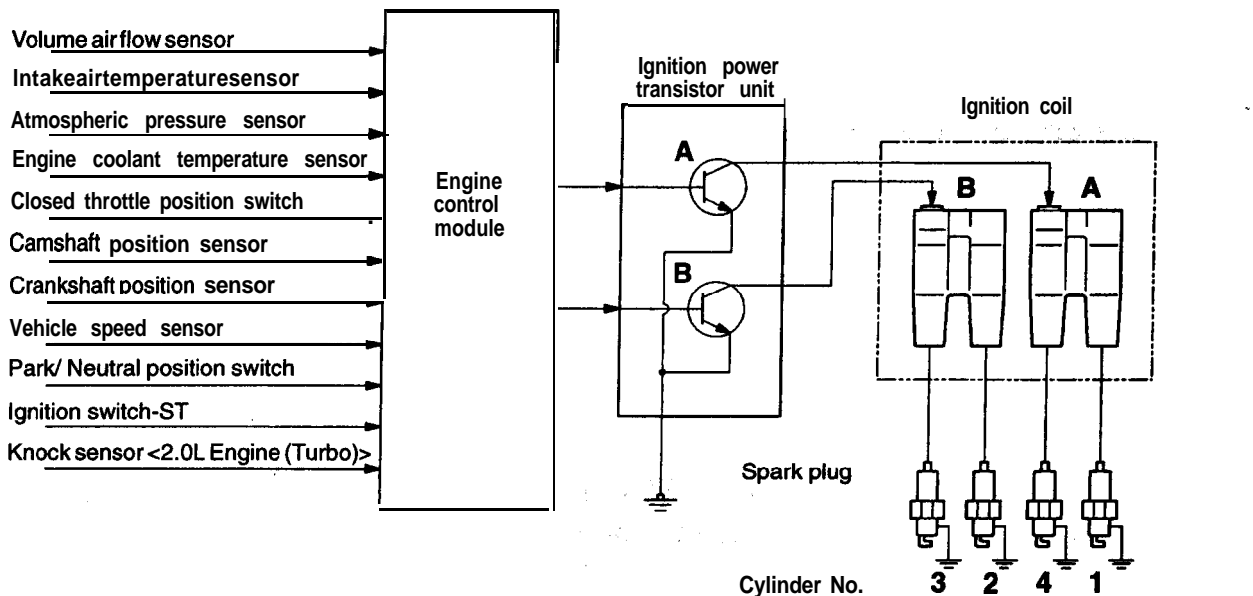 Volume airflow sensor
Intakeairtemperaturesensor
Atmospheric pressure sensor
Engine coolant temperature sensor
Closed throttle position switch
Camshaft position sensor
Crankshaft position sensor
Vehicle speed sensor
Park/ Neutral position switch
Ignition switch-ST
Knock sensor <2.0L Engine (Turbo)>
Engine
control
module
Ignition power
transistor unit
A
B
Ignition coil
B A
Spark plug
Cylinder No. 3 2 4 1